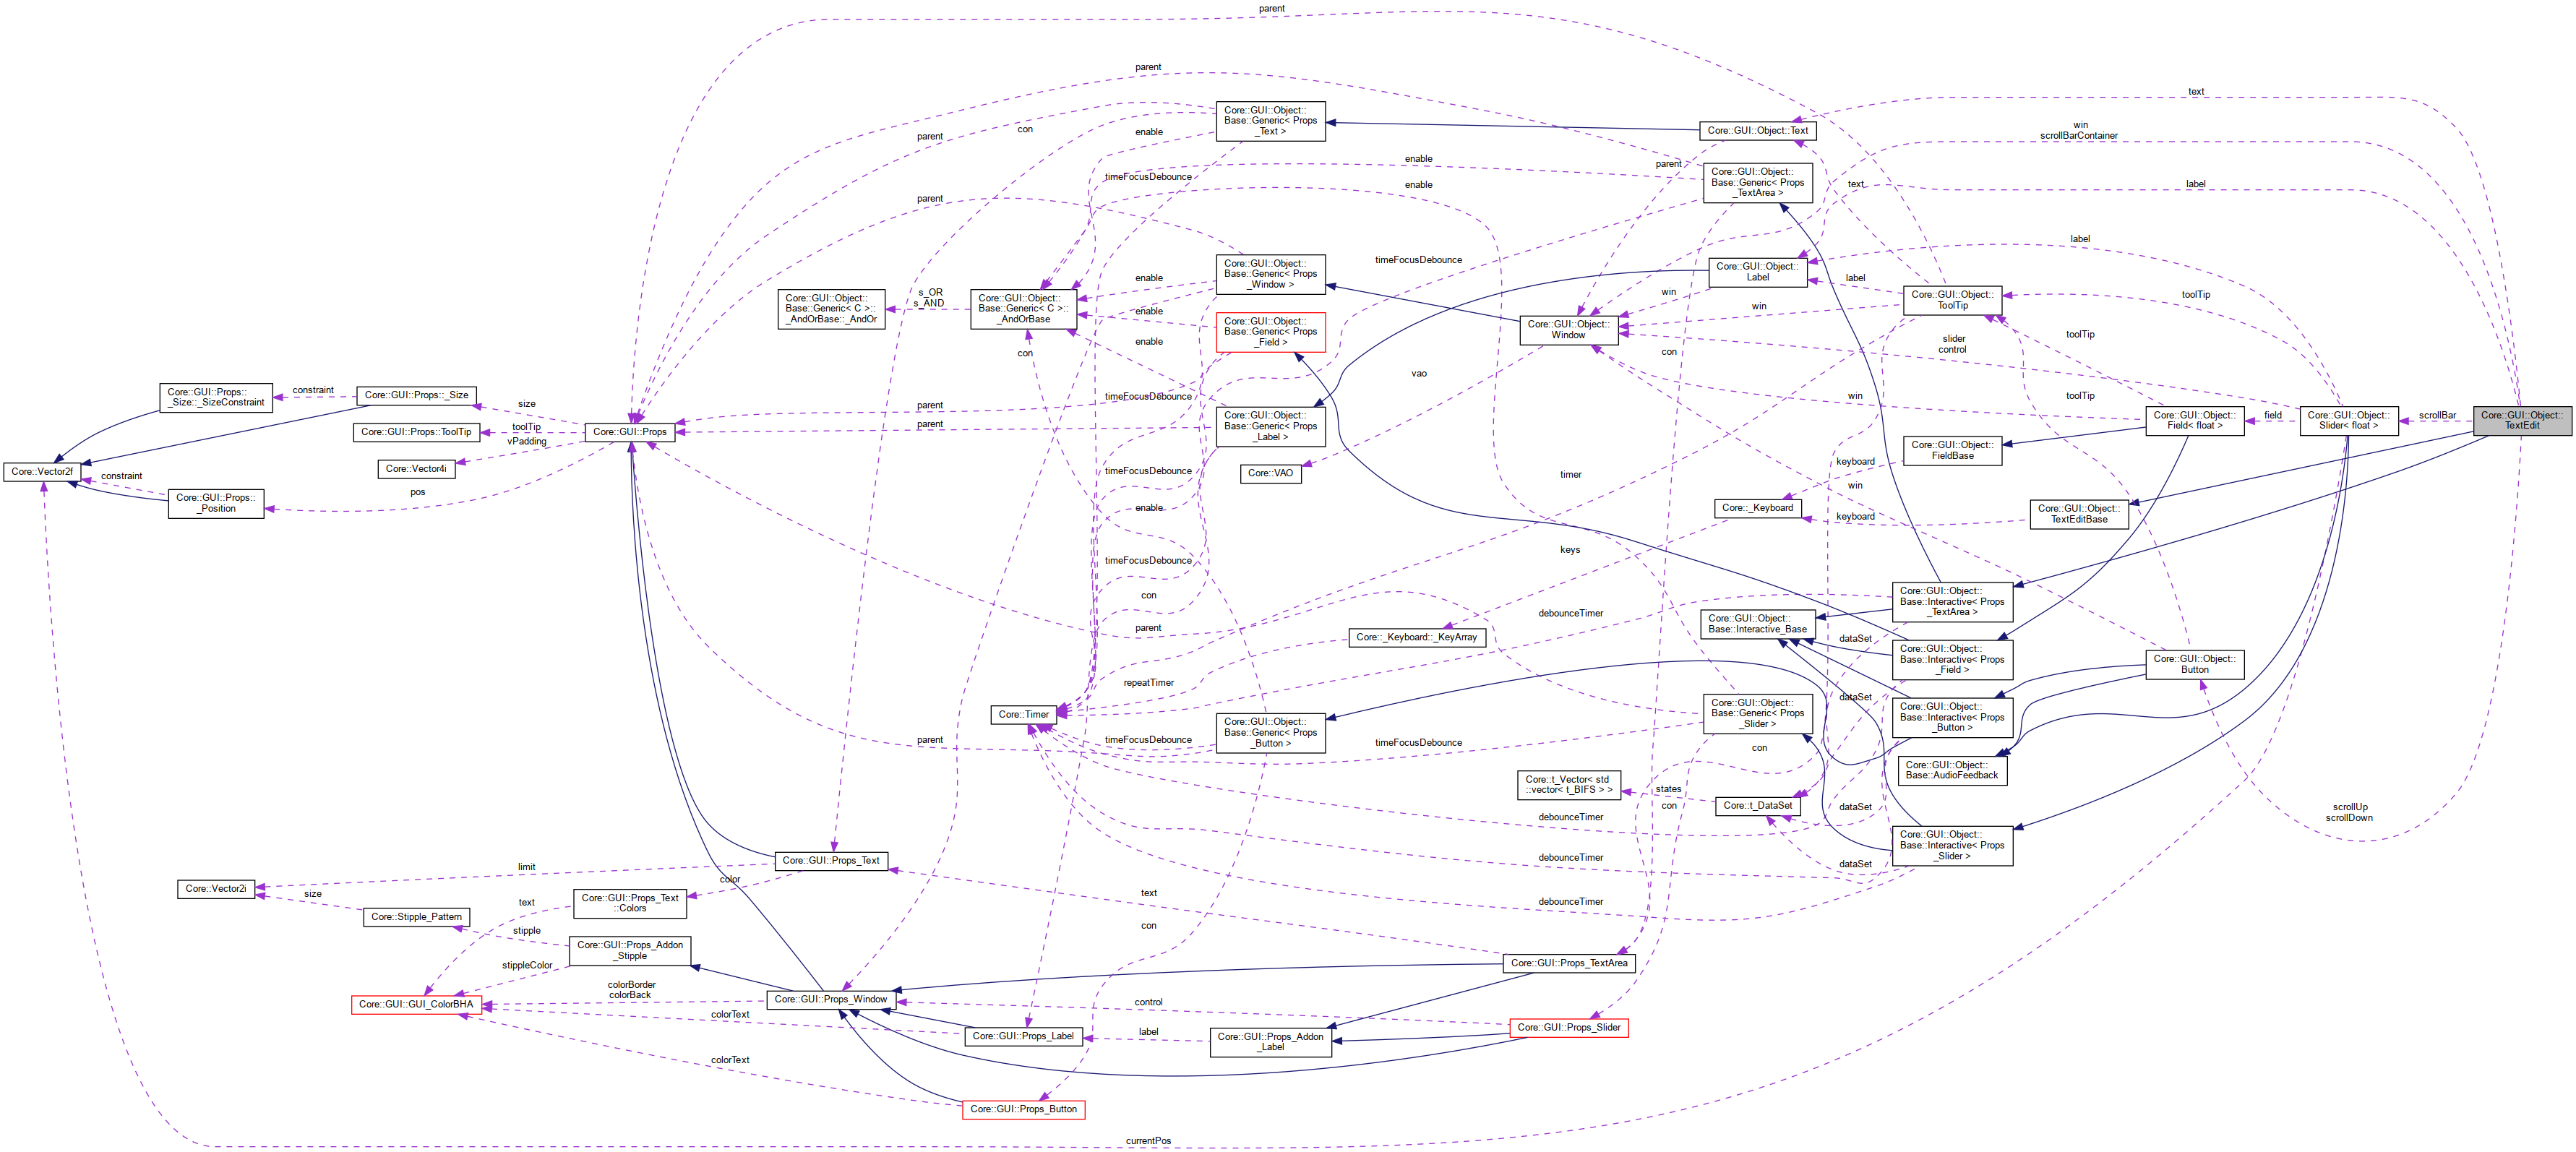 parent
parent
text
Core::GUI::Object::
Base::Generic< Props
_Text >
con
enable
parent
Core::GUI::Object::Text
win
scrollBarContainer
enable
parent
timeFocusDebounce
Core::GUI::Object::
Base::Generic< Props
_TextArea >
text
label
enable
parent
label
timeFocusDebounce
Core::GUI::Object::
Base::Generic< Props
_Window >
enable
Core::GUI::Object::
Label
label
Core::GUI::Object::
Base::Generic< C >::
_AndOrBase::_AndOr
s_OR
s_AND
Core::GUI::Object::
Base::Generic< C >::
_AndOrBase
win
win
Core::GUI::Object::
ToolTip
toolTip
enable
Core::GUI::Object::
Base::Generic< Props
_Field >
Core::GUI::Object::
Window
enable
toolTip
slider
control
con
con
vao
Core::GUI::Props::
_Size::_SizeConstraint
constraint
Core::GUI::Props::_Size
size
timeFocusDebounce
parent
win
toolTip
Core::GUI::Props::ToolTip
toolTip
vPadding
Core::GUI::Props
parent
Core::GUI::Object::
Base::Generic< Props
_Label >
Core::GUI::Object::
Field< float >
field
Core::GUI::Object::
Slider< float >
scrollBar
Core::GUI::Object::
TextEdit
Core::Vector2f
Core::Vector4i
timeFocusDebounce
Core::VAO
timer
keyboard
Core::GUI::Object::
FieldBase
constraint
Core::GUI::Props::
_Position
pos
enable
win
Core::_Keyboard
keyboard
Core::GUI::Object::
TextEditBase
timeFocusDebounce
keys
con
Core::GUI::Object::
Base::Interactive< Props
_TextArea >
parent
debounceTimer
Core::GUI::Object::
Base::Interactive_Base
Core::_Keyboard::_KeyArray
dataSet
Core::GUI::Object::
Base::Interactive< Props
_Field >
Core::GUI::Object::
Button
repeatTimer
dataSet
Core::Timer
Core::GUI::Object::
Base::Generic< Props
_Button >
Core::GUI::Object::
Base::Generic< Props
_Slider >
Core::GUI::Object::
Base::Interactive< Props
_Button >
parent
timeFocusDebounce
timeFocusDebounce
con
Core::GUI::Object::
Base::AudioFeedback
Core::t_Vector< std
::vector< t_BIFS > >
states
con
Core::t_DataSet
dataSet
scrollUp
scrollDown
debounceTimer
Core::GUI::Object::
Base::Interactive< Props
_Slider >
debounceTimer
dataSet
Core::GUI::Props_Text
limit
color
Core::Vector2i
size
text
Core::GUI::Props_Text
::Colors
text
debounceTimer
Core::Stipple_Pattern
stipple
con
Core::GUI::Props_Addon
_Stipple
stippleColor
Core::GUI::Props_TextArea
colorBorder
colorBack
Core::GUI::Props_Window
control
Core::GUI::GUI_ColorBHA
colorText
Core::GUI::Props_Label
label
Core::GUI::Props_Addon
_Label
Core::GUI::Props_Slider
colorText
Core::GUI::Props_Button
currentPos